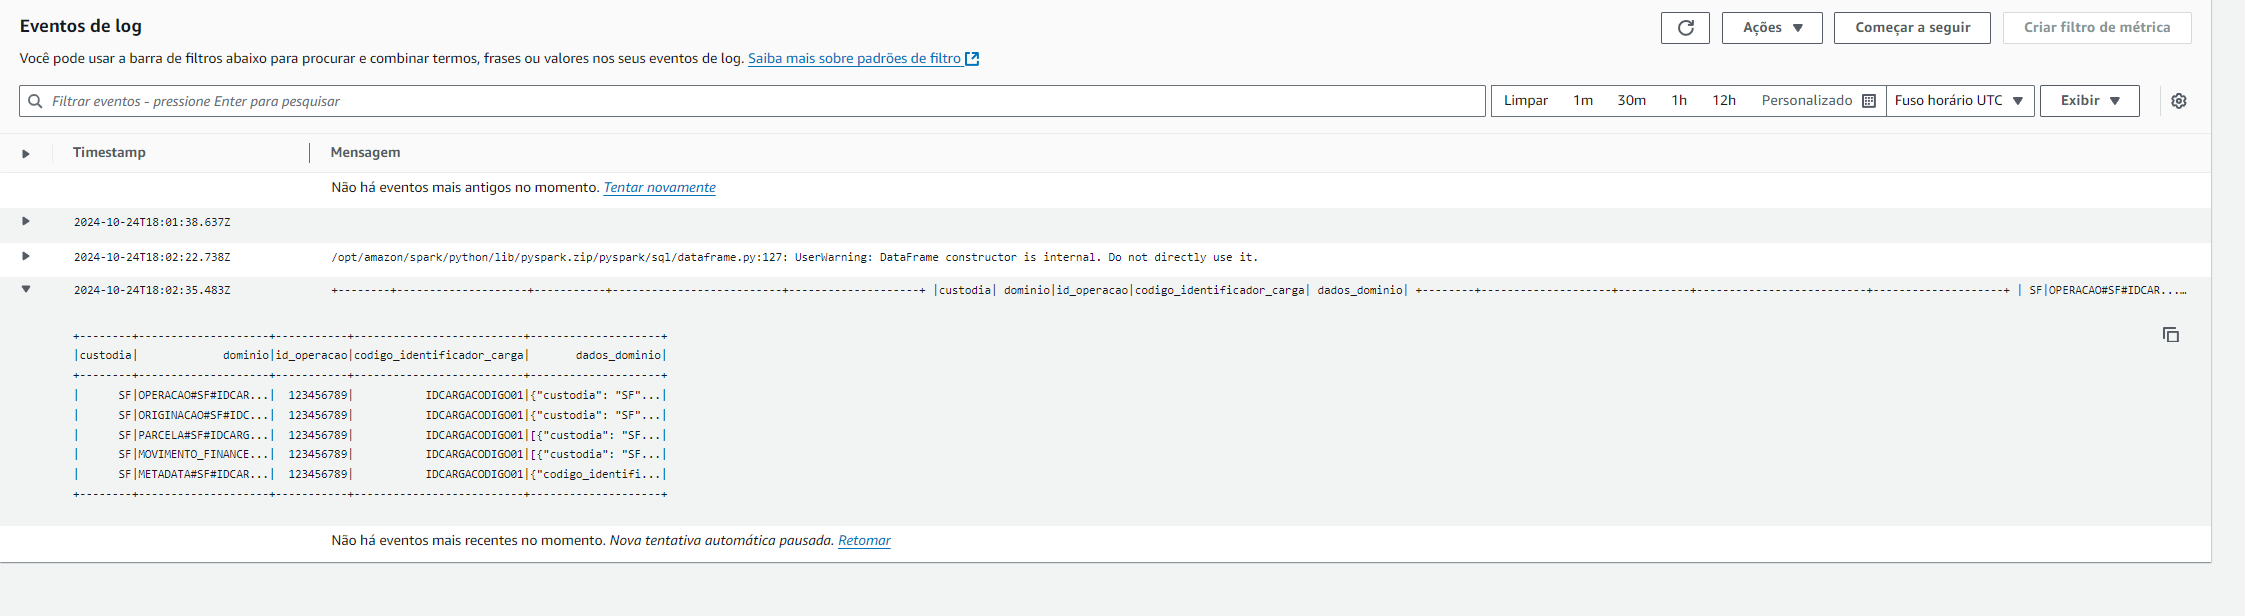 Eventos de log
Ações Começar a seguir Criar filtro de métrica
Você pode usar a barra de filtros abaixo para procurar e combinar termos, frases ou valores nos seus eventos de log. Saiba mais sobre padrões de filtro
Filtrar eventos - pressione Enter para pesquisar
Limpar 1m 30m 1h 12h Personalizado Fuso horário UTC Exibir
Timestamp Mensagem
Não há eventos mais antigos no momento. Tentar novamente
2024-10-24T18:01:38.637Z
2024-10-24T18:02:22.738Z /opt/amazon/spark/python/lib/pyspark.zip/pyspark/sql/dataframe.py:127: UserWarning: DataFrame constructor is internal. Do not directly use it.
2024-10-24T18:02:35.483Z +--------+--------------------+-----------+--------------------------+--------------------+ |custodia| dominio|id_operacao|codigo_identificador_carga| dados_dominio| +--------+--------------------+-----------+--------------------------+--------------------+ | SF|OPERACAO#SF#IDCAR...…
+--------+--------------------+-----------+--------------------------+--------------------+
|custodia|             dominio|id_operacao|codigo_identificador_carga|       dados_dominio|
+--------+--------------------+-----------+--------------------------+--------------------+
|      SF|OPERACAO#SF#IDCAR...|  123456789|           IDCARGACODIGO01|{"custodia": "SF"...|
|      SF|ORIGINACAO#SF#IDC...|  123456789|           IDCARGACODIGO01|{"custodia": "SF"...|
|      SF|PARCELA#SF#IDCARG...|  123456789|           IDCARGACODIGO01|[{"custodia": "SF...|
|      SF|MOVIMENTO_FINANCE...|  123456789|           IDCARGACODIGO01|[{"custodia": "SF...|
|      SF|METADATA#SF#IDCAR...|  123456789|           IDCARGACODIGO01|{"codigo_identifi...|
+--------+--------------------+-----------+--------------------------+--------------------+
Não há eventos mais recentes no momento. Nova tentativa automática pausada. Retomar